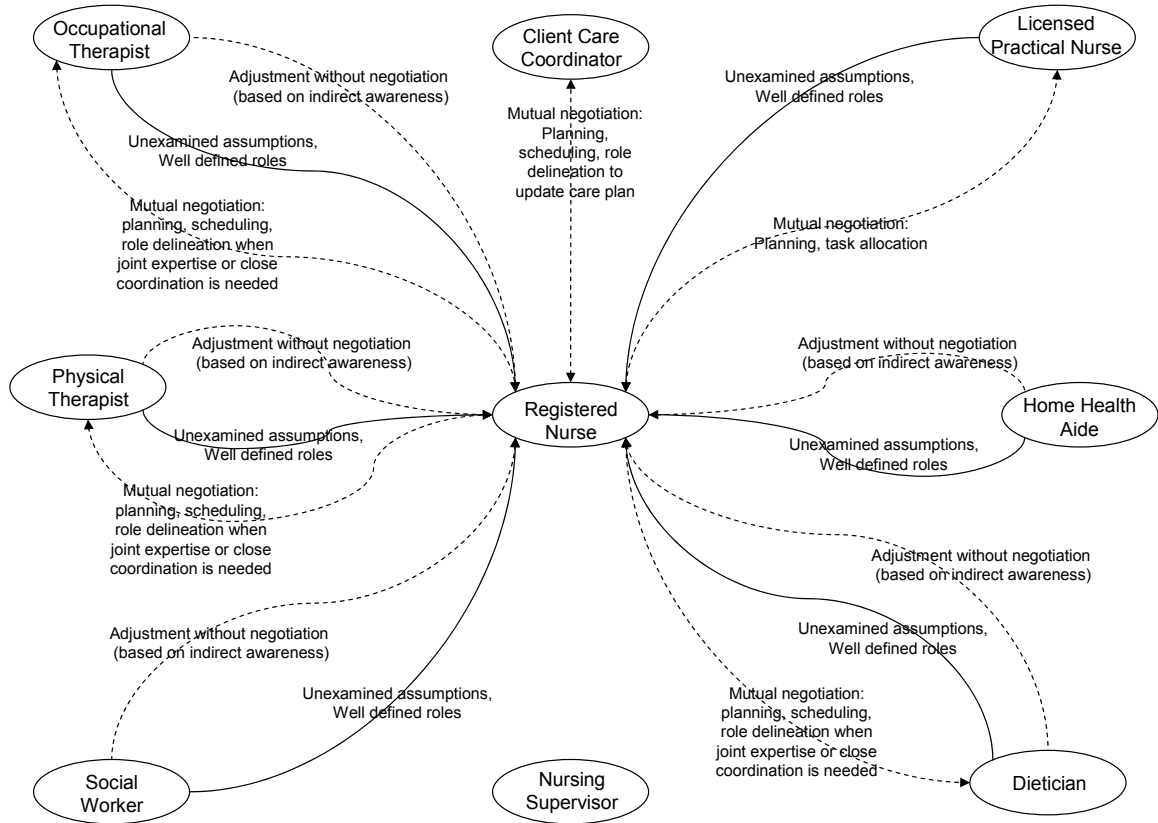 Occupational
Therapist
Client Care
Coordinator
Licensed
Practical Nurse
Adjustment without negotiation
(based on indirect awareness)
Unexamined assumptions,
Well defined roles
Mutual negotiation:
Planning,
scheduling, role
delineation to
update care plan
Unexamined assumptions,
Well defined roles
Mutual negotiation:
planning, scheduling,
role delineation when
joint expertise or close
coordination is needed
Mutual negotiation:
Planning, task allocation
Adjustment without negotiation
(based on indirect awareness)
Adjustment without negotiation
(based on indirect awareness)
Physical
Therapist
Registered
Nurse
Home Health
Aide
Unexamined assumptions,
Well defined roles
Unexamined assumptions,
Well defined roles
Mutual negotiation:
planning, scheduling,
role delineation when
joint expertise or close
coordination is needed
Adjustment without negotiation
(based on indirect awareness)
Adjustment without negotiation
(based on indirect awareness)
Unexamined assumptions,
Well defined roles
Unexamined assumptions,
Well defined roles
Mutual negotiation:
planning, scheduling,
role delineation when
joint expertise or close
coordination is needed
Social
Worker
Nursing
Supervisor
Dietician